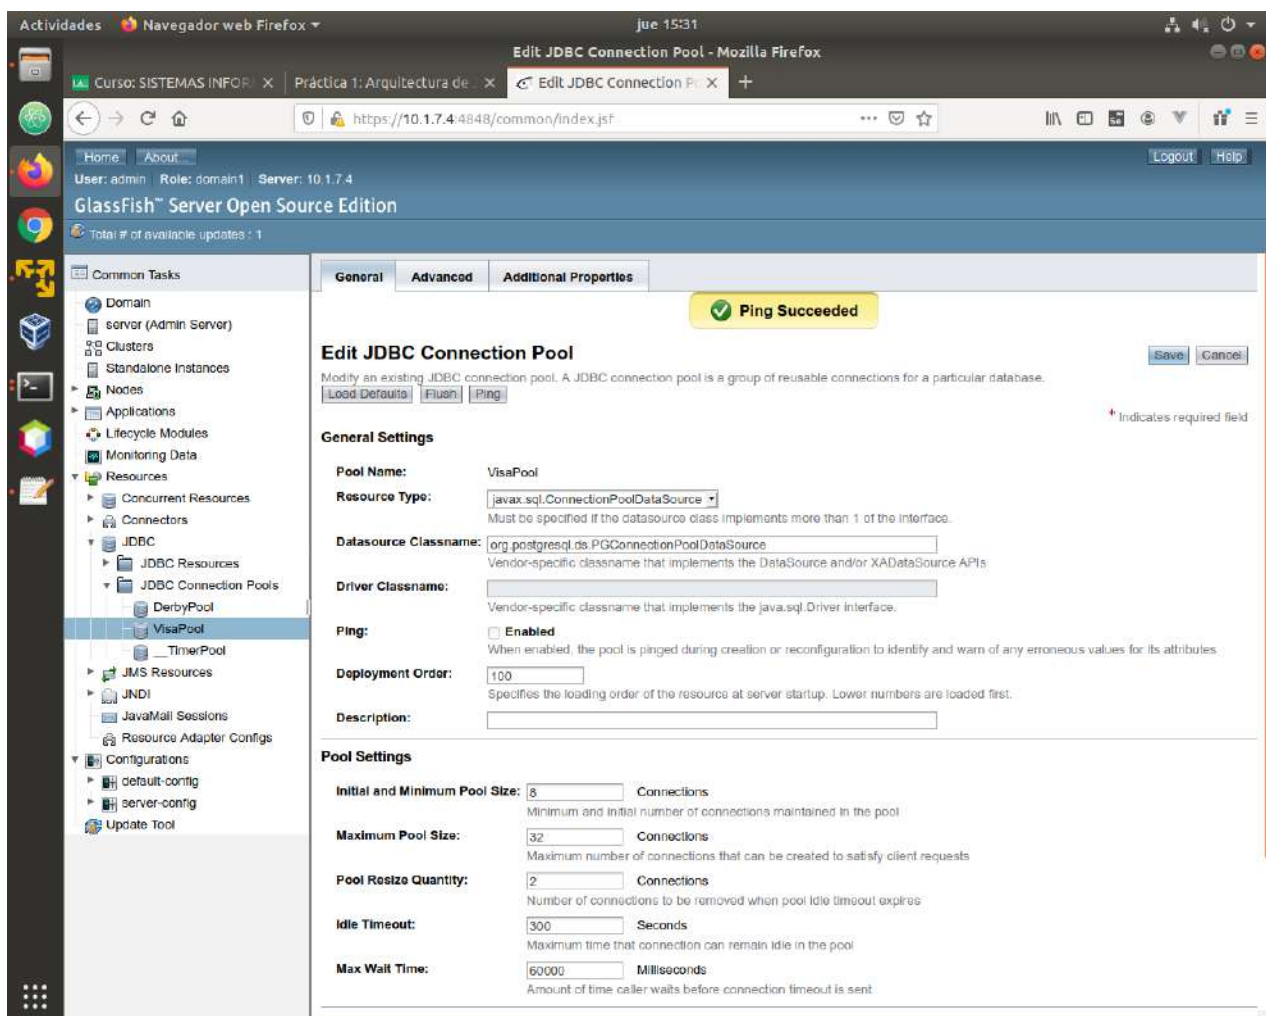 Actividades Navegador web Firefox jue 15:31
Edit JDBC Connection Pool - Mozilla Firefox
Curso: SISTEMAS INFOR Práctica 1: Arquitectura de Edit JDBC Connection P
https://10.1.7.4:4848/common/index.jsf
Home About... Logout Help
User: admin Role: domain1 Server: 10.1.7.4
GlassFish™ Server Open Source Edition
Total # of available updates : 1
Common Tasks
Domain
server (Admin Server)
Clusters
Standalone Instances
Nodes
Applications
Lifecycle Modules
Monitoring Data
Resources
Concurrent Resources
Connectors
JDBC
JDBC Resources
JDBC Connection Pools
DerbyPool
VisaPool
__TimerPool
JMS Resources
JNDI
JavaMail Sessions
Resource Adapter Configs
Configurations
default-config
server-config
Update Tool
General Advanced Additional Properties
Ping Succeeded
Edit JDBC Connection Pool Save Cancel
Modify an existing JDBC connection pool. A JDBC connection pool is a group of reusable connections for a particular database.
Load Defaults Flush Ping
* Indicates required field
General Settings
Pool Name: VisaPool
Resource Type: javax.sql.ConnectionPoolDataSource
Must be specified if the datasource class implements more than 1 of the interface.
Datasource Classname: org.postgresql.ds.PGConnectionPoolDataSource
Vendor-specific classname that implements the DataSource and/or XADataSource APIs
Driver Classname:
Vendor-specific classname that implements the java.sql.Driver interface.
Ping: Enabled
When enabled, the pool is pinged during creation or reconfiguration to identify and warn of any erroneous values for its attributes
Deployment Order: 100
Specifies the loading order of the resource at server startup. Lower numbers are loaded first.
Description:
Pool Settings
Initial and Minimum Pool Size: 8 Connections
Minimum and initial number of connections maintained in the pool
Maximum Pool Size: 32 Connections
Maximum number of connections that can be created to satisfy client requests
Pool Resize Quantity: 2 Connections
Number of connections to be removed when pool idle timeout expires
Idle Timeout: 300 Seconds
Maximum time that connection can remain idle in the pool
Max Wait Time: 60000 Milliseconds
Amount of time caller waits before connection timeout is sent